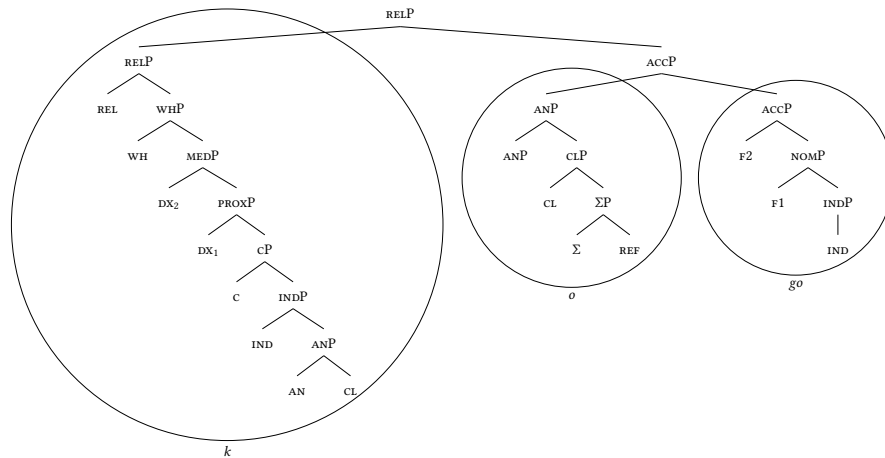 RELP
RELP ACCP
REL WHP ANP ACCP
WH MEDP ANP CLP F2 NOMP
DX₂ PROXP CL ΣP F1 INDP
DX₁ CP Σ REF IND
C INDP o go
IND ANP
AN CL
k